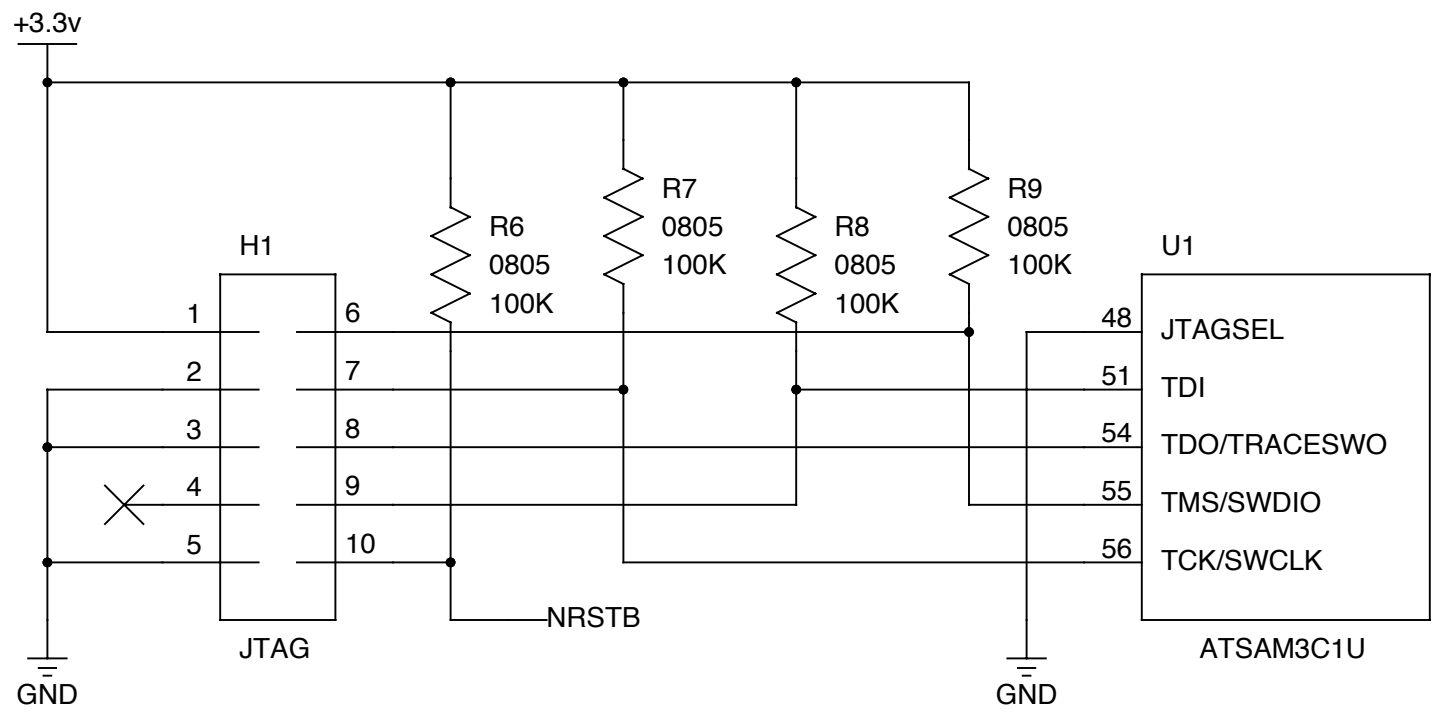 +3.3v
R6
0805
100K
R7
0805
100K
R8
0805
100K
R9
0805
100K
H1
1
2
3
4
5
6
7
8
9
10
JTAG
GND
NRSTB
GND
U1
48
51
54
55
56
JTAGSEL
TDI
TDO/TRACESWO
TMS/SWDIO
TCK/SWCLK
ATSAM3C1U